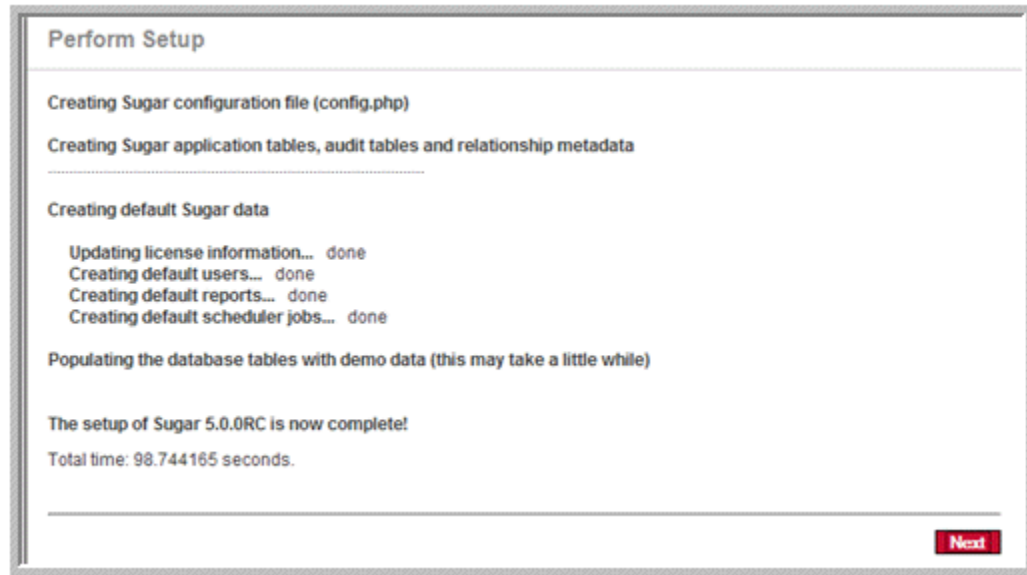 Perform Setup
Creating Sugar configuration file (config.php)
Creating Sugar application tables, audit tables and relationship metadata
Creating default Sugar data
Updating license information... done
Creating default users... done
Creating default reports... done
Creating default scheduler jobs... done
Populating the database tables with demo data (this may take a little while)
The setup of Sugar 5.0.0RC is now complete!
Total time: 98.744165 seconds.
Next